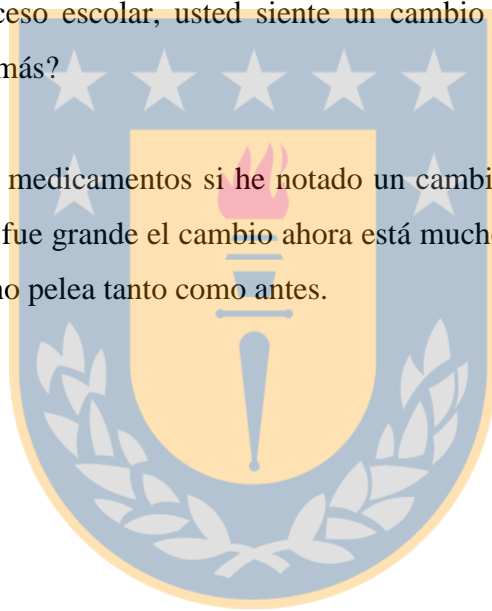 ceso escolar, usted siente un cambio
más?
medicamentos si he notado un cambi
fue grande el cambio ahora está mucho
no pelea tanto como antes.